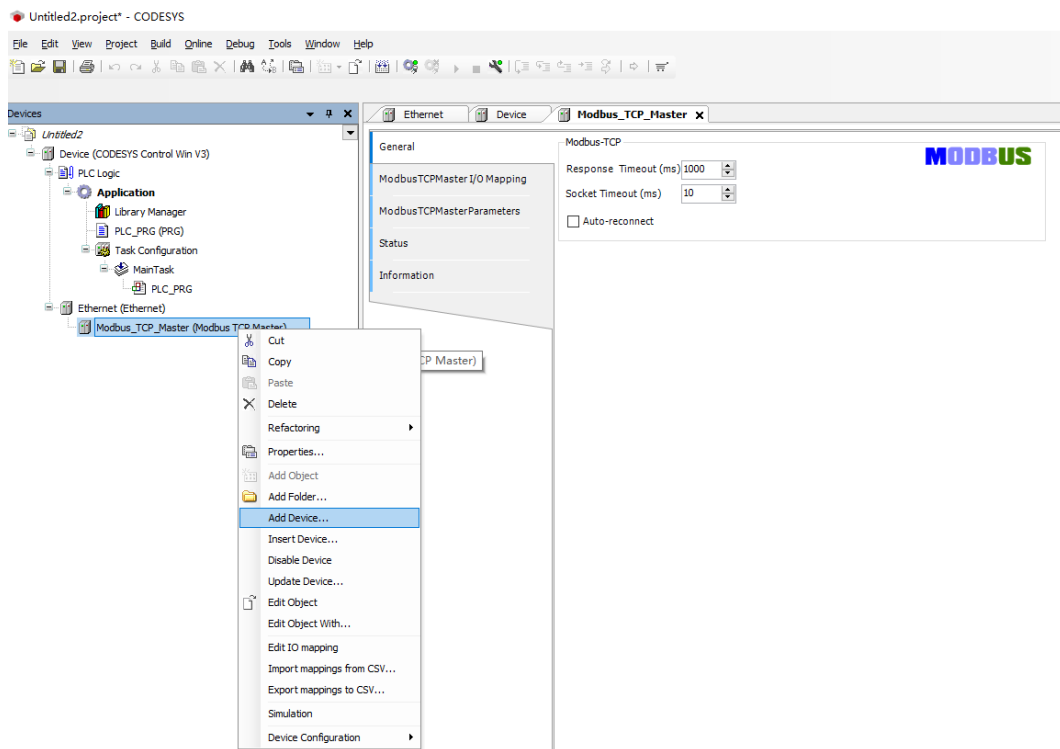 Untitled2.project* - CODESYS
File Edit View Project Build Online Debug Tools Window Help
Devices
Untitled2
Device (CODESYS Control Win V3)
PLC Logic
Application
Library Manager
PLC_PRG (PRG)
Task Configuration
MainTask
PLC_PRG
Ethernet (Ethernet)
Modbus_TCP_Master (Modbus TCP Master)
Ethernet Device Modbus_TCP_Master
General
ModbusTCPMaster I/O Mapping
ModbusTCPMasterParameters
Status
Information
Modbus-TCP
MODBUS
Response Timeout (ms) 1000
Socket Timeout (ms) 10
Auto-reconnect
CP Master)
Cut
Copy
Paste
Delete
Refactoring
Properties...
Add Object
Add Folder...
Add Device...
Insert Device...
Disable Device
Update Device...
Edit Object
Edit Object With...
Edit IO mapping
Import mappings from CSV...
Export mappings to CSV...
Simulation
Device Configuration